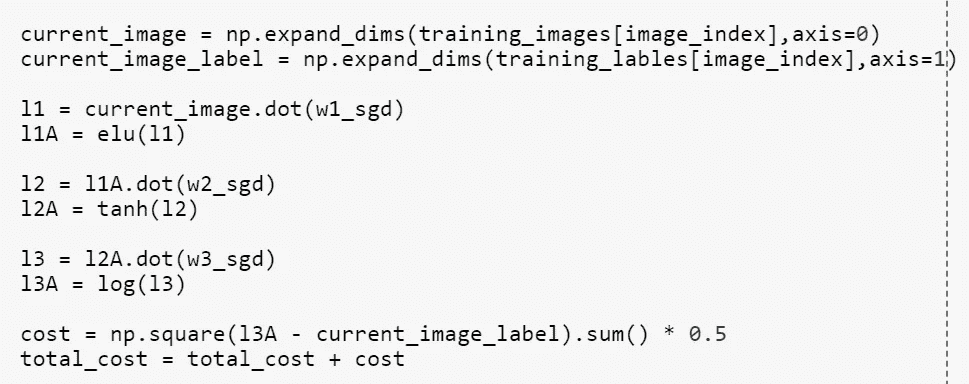 current_image = np.expand_dims(training_images[image_index],axis=0)
current_image_label = np.expand_dims(training_lables[image_index],axis=1)
l1 = current_image.dot(w1_sgd)
l1A = elu(l1)
l2 = l1A.dot(w2_sgd)
l2A = tanh(l2)
l3 = l2A.dot(w3_sgd)
l3A = log(l3)
cost = np.square(l3A - current_image_label).sum() * 0.5
total_cost = total_cost + cost